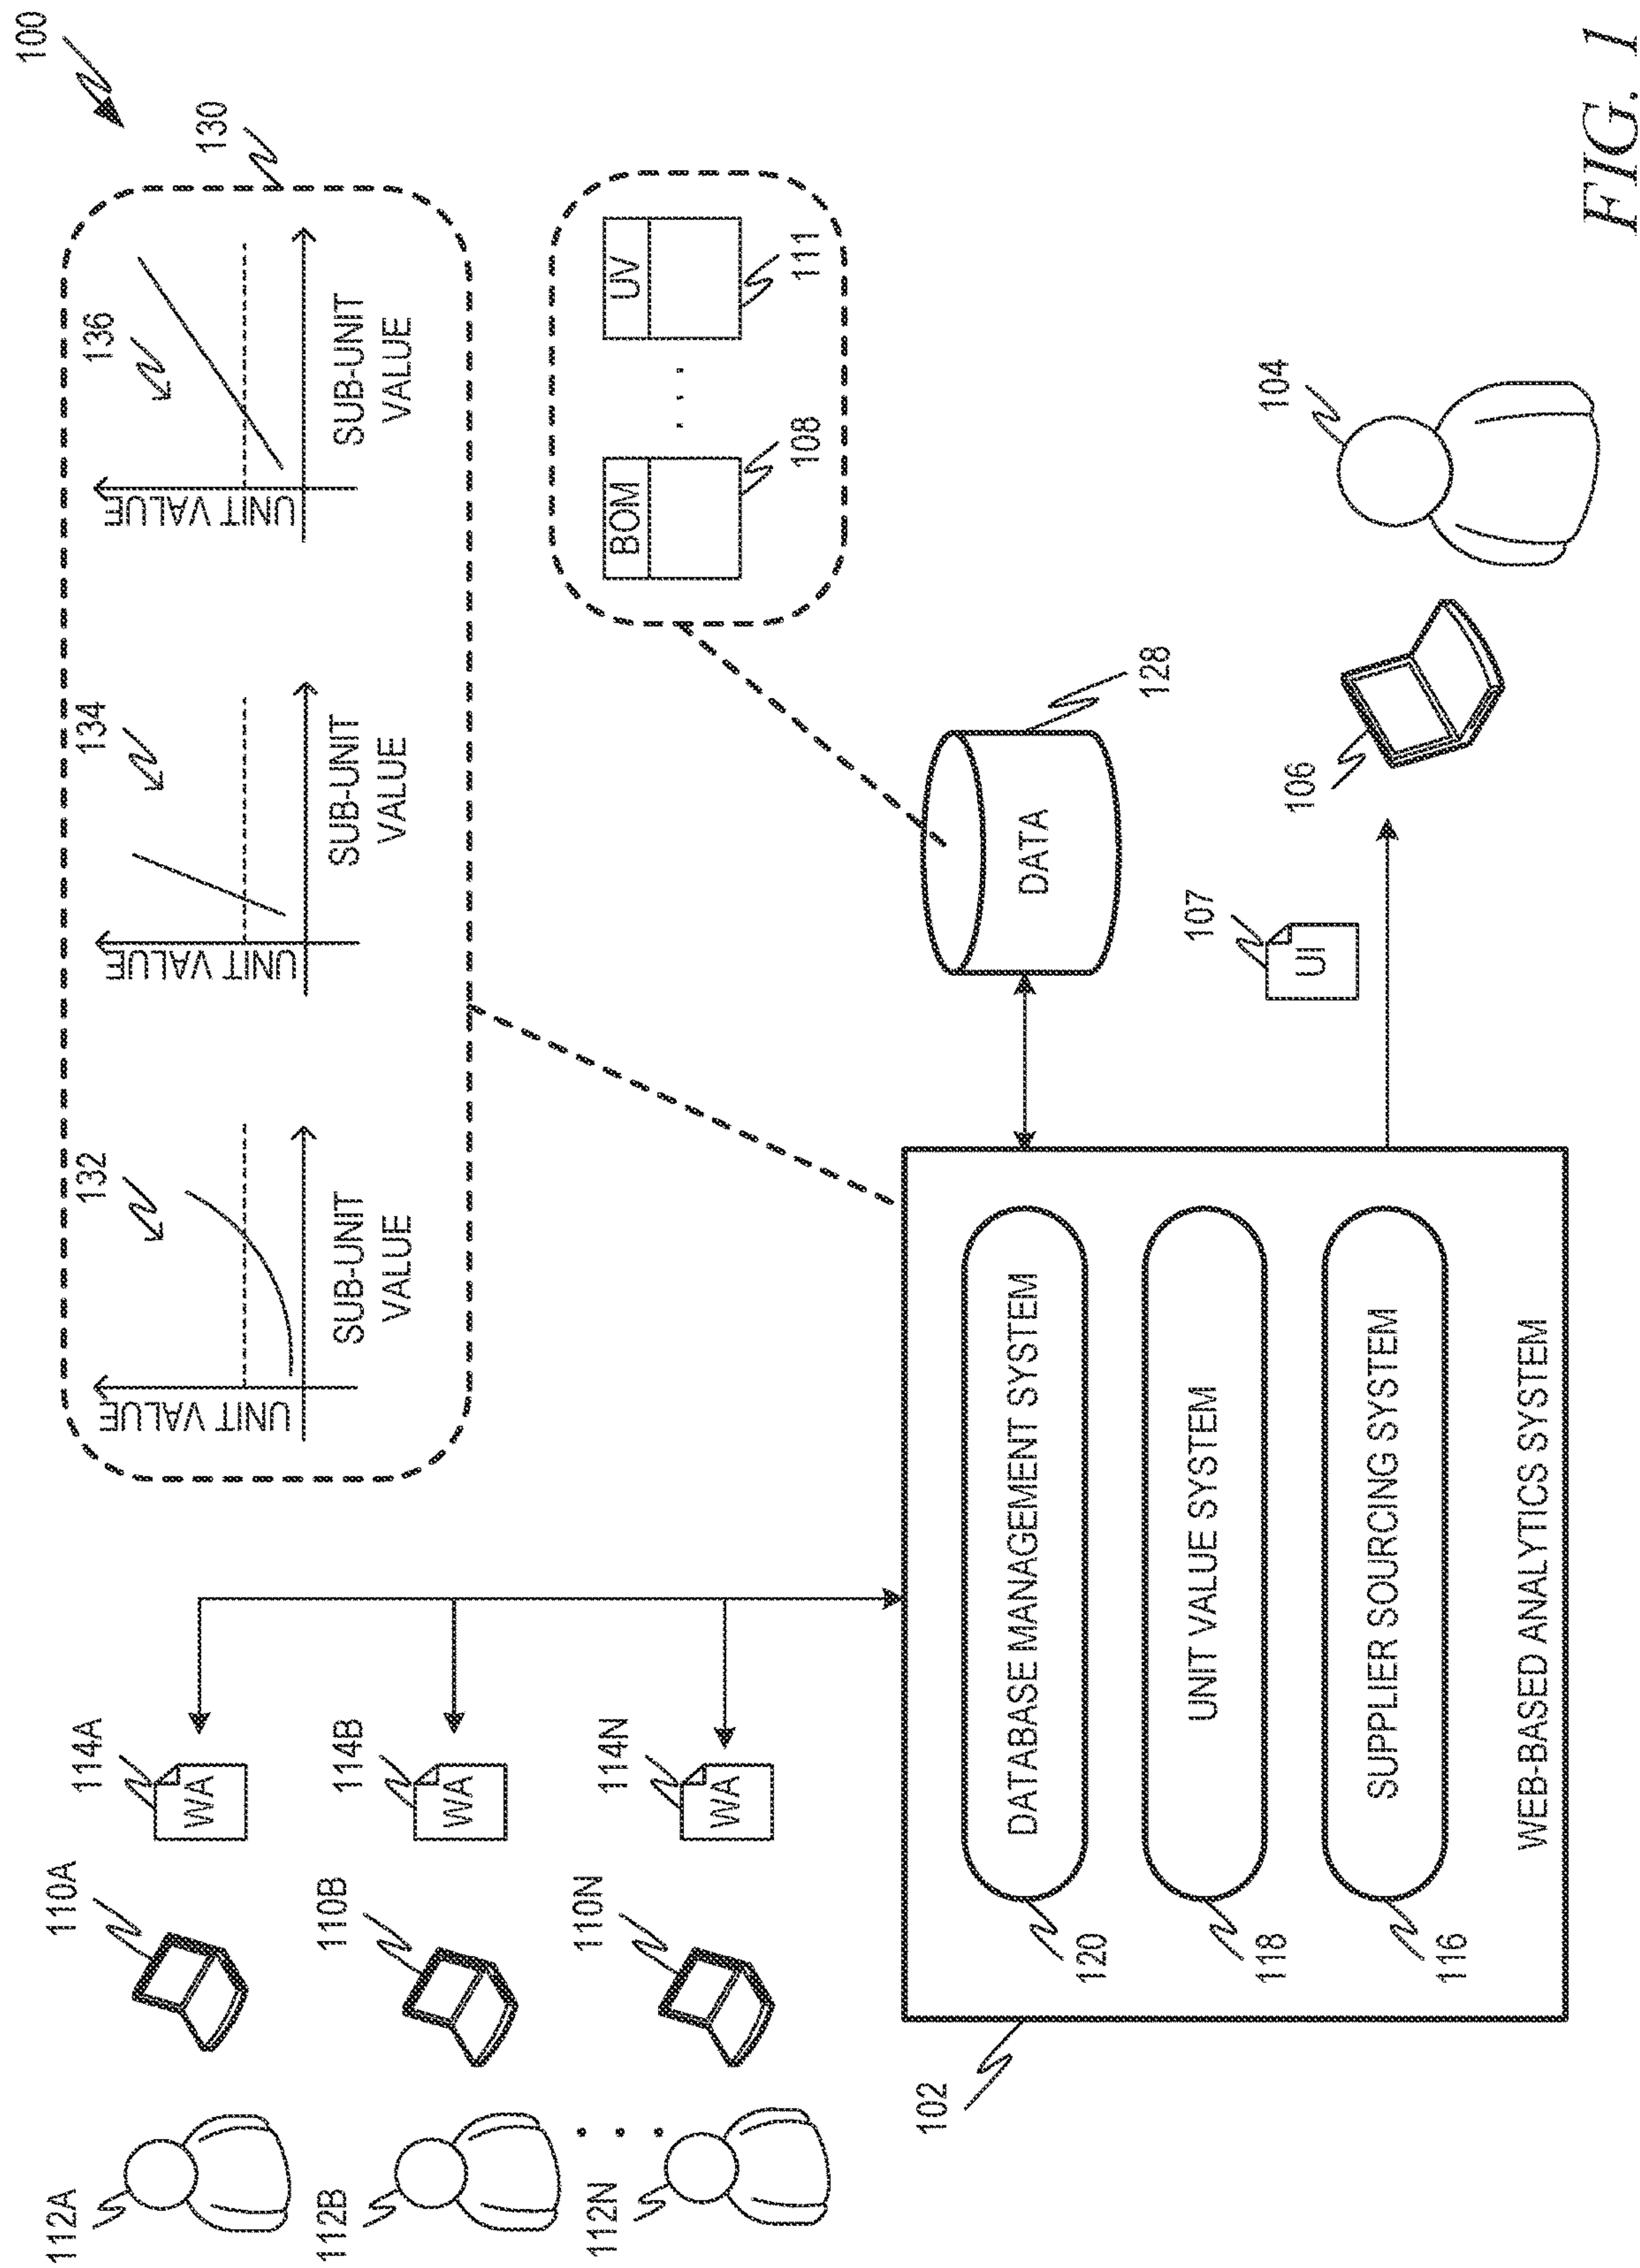 100
130
132
134
136
UNIT VALUE
SUB-UNIT
VALUE
UNIT VALUE
SUB-UNIT
VALUE
UNIT VALUE
SUB-UNIT
VALUE
112A
110A
114A
WA
112B
110B
114B
WA
. . .
112N
110N
114N
WA
BOM
108
. . .
UV
111
DATA
128
102
120
DATABASE MANAGEMENT SYSTEM
118
UNIT VALUE SYSTEM
116
SUPPLIER SOURCING SYSTEM
WEB-BASED ANALYTICS SYSTEM
107
UI
106
104
FIG. 1